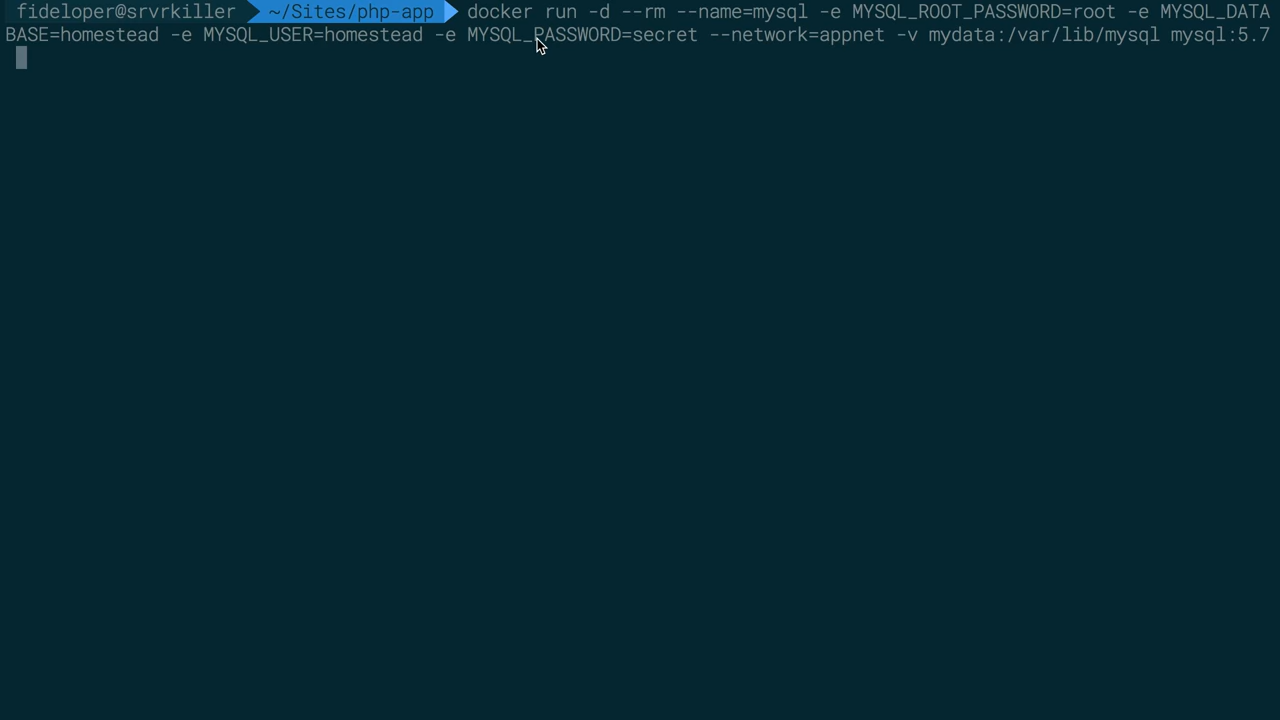 fideloper@srvrkiller ~/Sites/php-app docker run -d --rm --name=mysql -e MYSQL_ROOT_PASSWORD=root -e MYSQL_DATA
BASE=homestead -e MYSQL_USER=homestead -e MYSQL_PASSWORD=secret --network=appnet -v mydata:/var/lib/mysql mysql:5.7